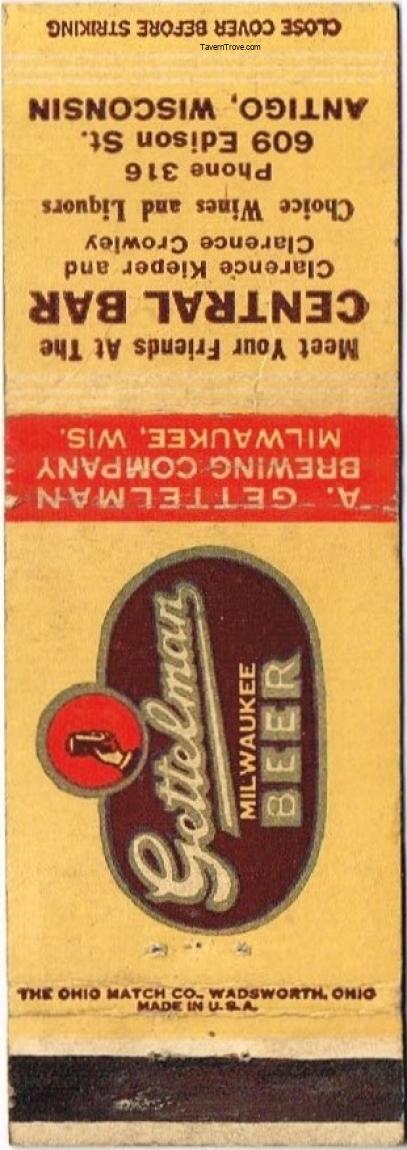 CLOSE COVER BEFORE STRIKING
TavernTrove.com
Meet Your Friends At The
CENTRAL BAR
Clarence Kieper and
Clarence Crowley
Choice Wines and Liquors
Phone 316
609 Edison St.
ANTIGO, WISCONSIN
A. GETTELMAN
BREWING COMPANY
MILWAUKEE, WIS.
Gettelman
MILWAUKEE
BEER
THE OHIO MATCH CO., WADSWORTH, OHIO
MADE IN U.S.A.